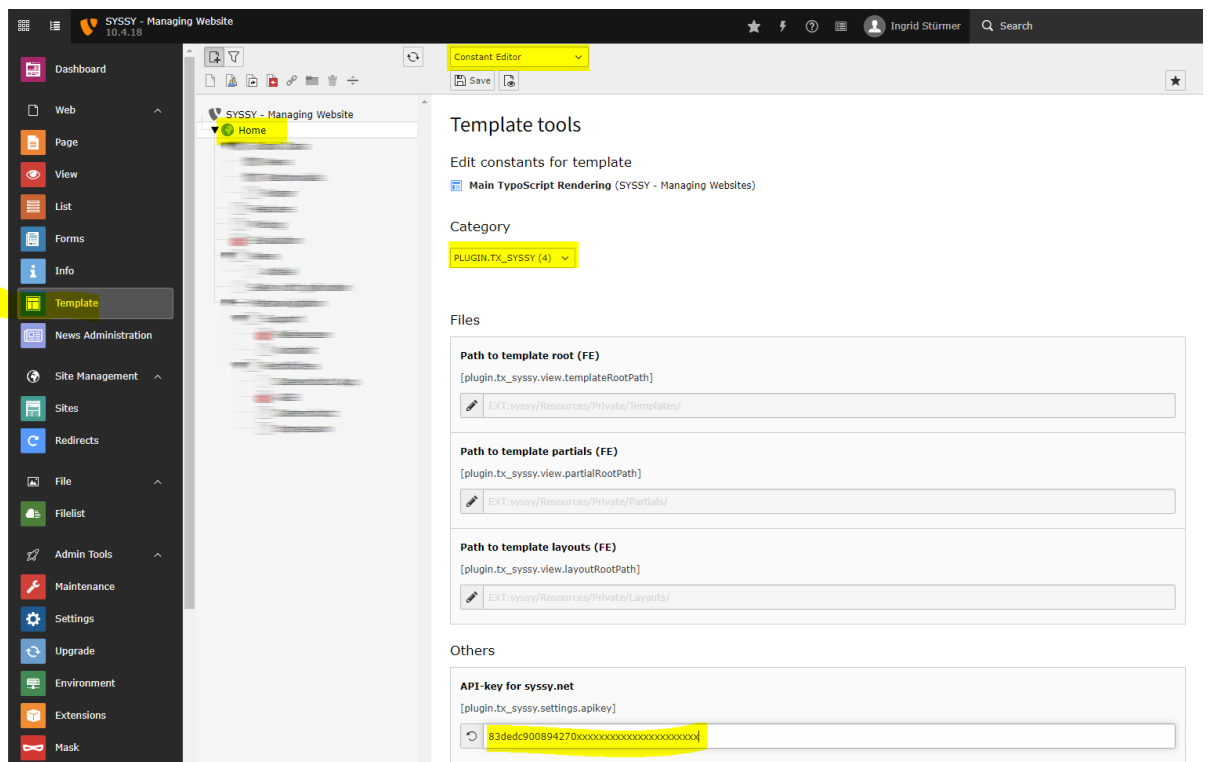 SYSSY - Managing Website
10.4.18
Ingrid Stürmer
Search
Dashboard
Web
Page
View
List
Forms
Info
Template
News Administration
Site Management
Sites
Redirects
File
Filelist
Admin Tools
Maintenance
Settings
Upgrade
Environment
Extensions
Mask
SYSSY - Managing Website
Home
Constant Editor
Save
Template tools
Edit constants for template
Main TypoScript Rendering (SYSSY - Managing Websites)
Category
PLUGIN.TX_SYSSY (4)
Files
Path to template root (FE)
[plugin.tx_syssy.view.templateRootPath]
EXT:syssy/Resources/Private/Templates/
Path to template partials (FE)
[plugin.tx_syssy.view.partialRootPath]
EXT:syssy/Resources/Private/Partials/
Path to template layouts (FE)
[plugin.tx_syssy.view.layoutRootPath]
EXT:syssy/Resources/Private/Layouts/
Others
API-key for syssy.net
[plugin.tx_syssy.settings.apikey]
83dedc900894270xxxxxxxxxxxxxxxxxxxxxx